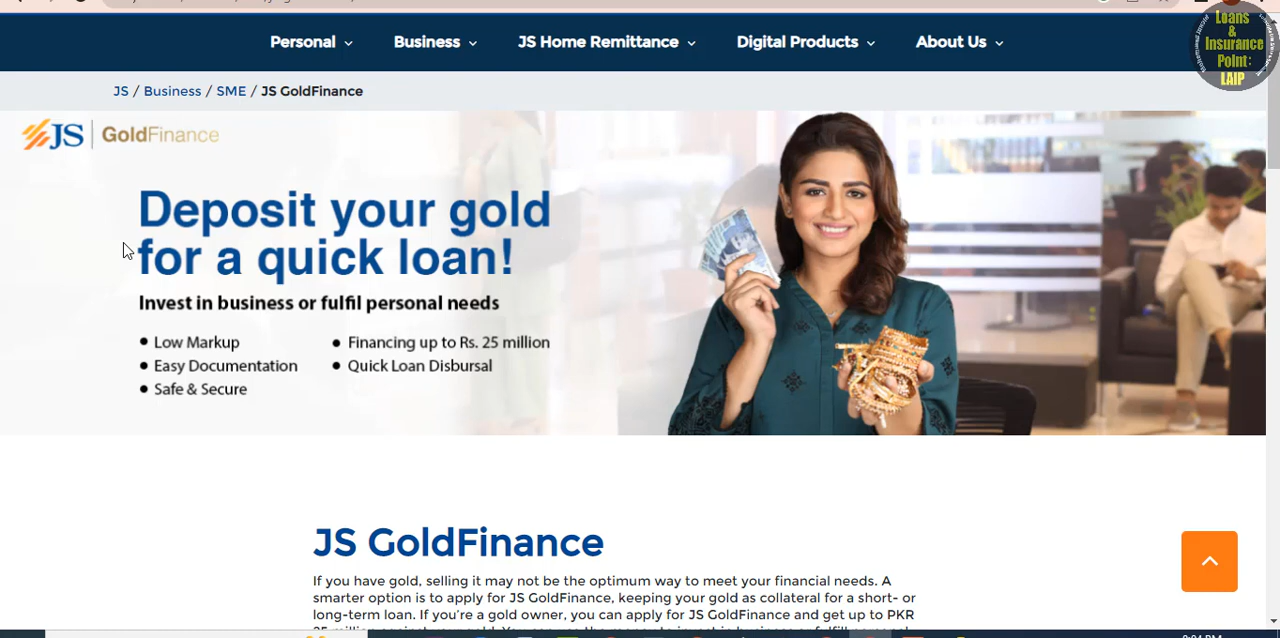 Personal Business JS Home Remittance Digital Products About Us
Loans
&
Insurance
Point:
LAIP
JS / Business / SME / JS GoldFinance
JS | GoldFinance
Deposit your gold
for a quick loan!
Invest in business or fulfil personal needs
• Low Markup • Financing up to Rs. 25 million
• Easy Documentation • Quick Loan Disbursal
• Safe & Secure
JS GoldFinance
If you have gold, selling it may not be the optimum way to meet your financial needs. A
smarter option is to apply for JS GoldFinance, keeping your gold as collateral for a short- or
long-term loan. If you’re a gold owner, you can apply for JS GoldFinance and get up to PKR